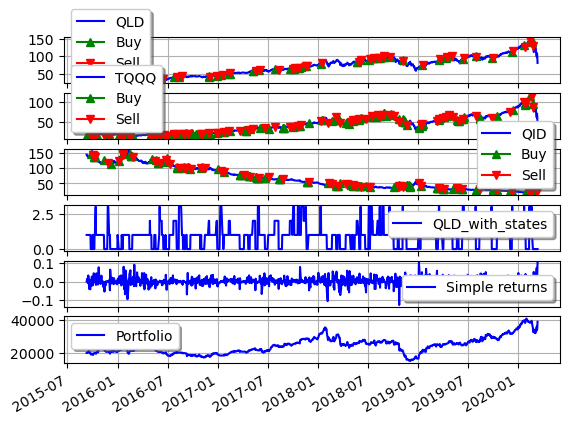 QLD
Buy
Sell
150
100
50
TQQQ
Buy
Sell
100
50
QID
Buy
Sell
150
100
50
QLD_with_states
2.5
0.0
Simple returns
0.1
0.0
−0.1
Portfolio
40000
20000
2015-07
2016-01
2016-07
2017-01
2017-07
2018-01
2018-07
2019-01
2019-07
2020-01